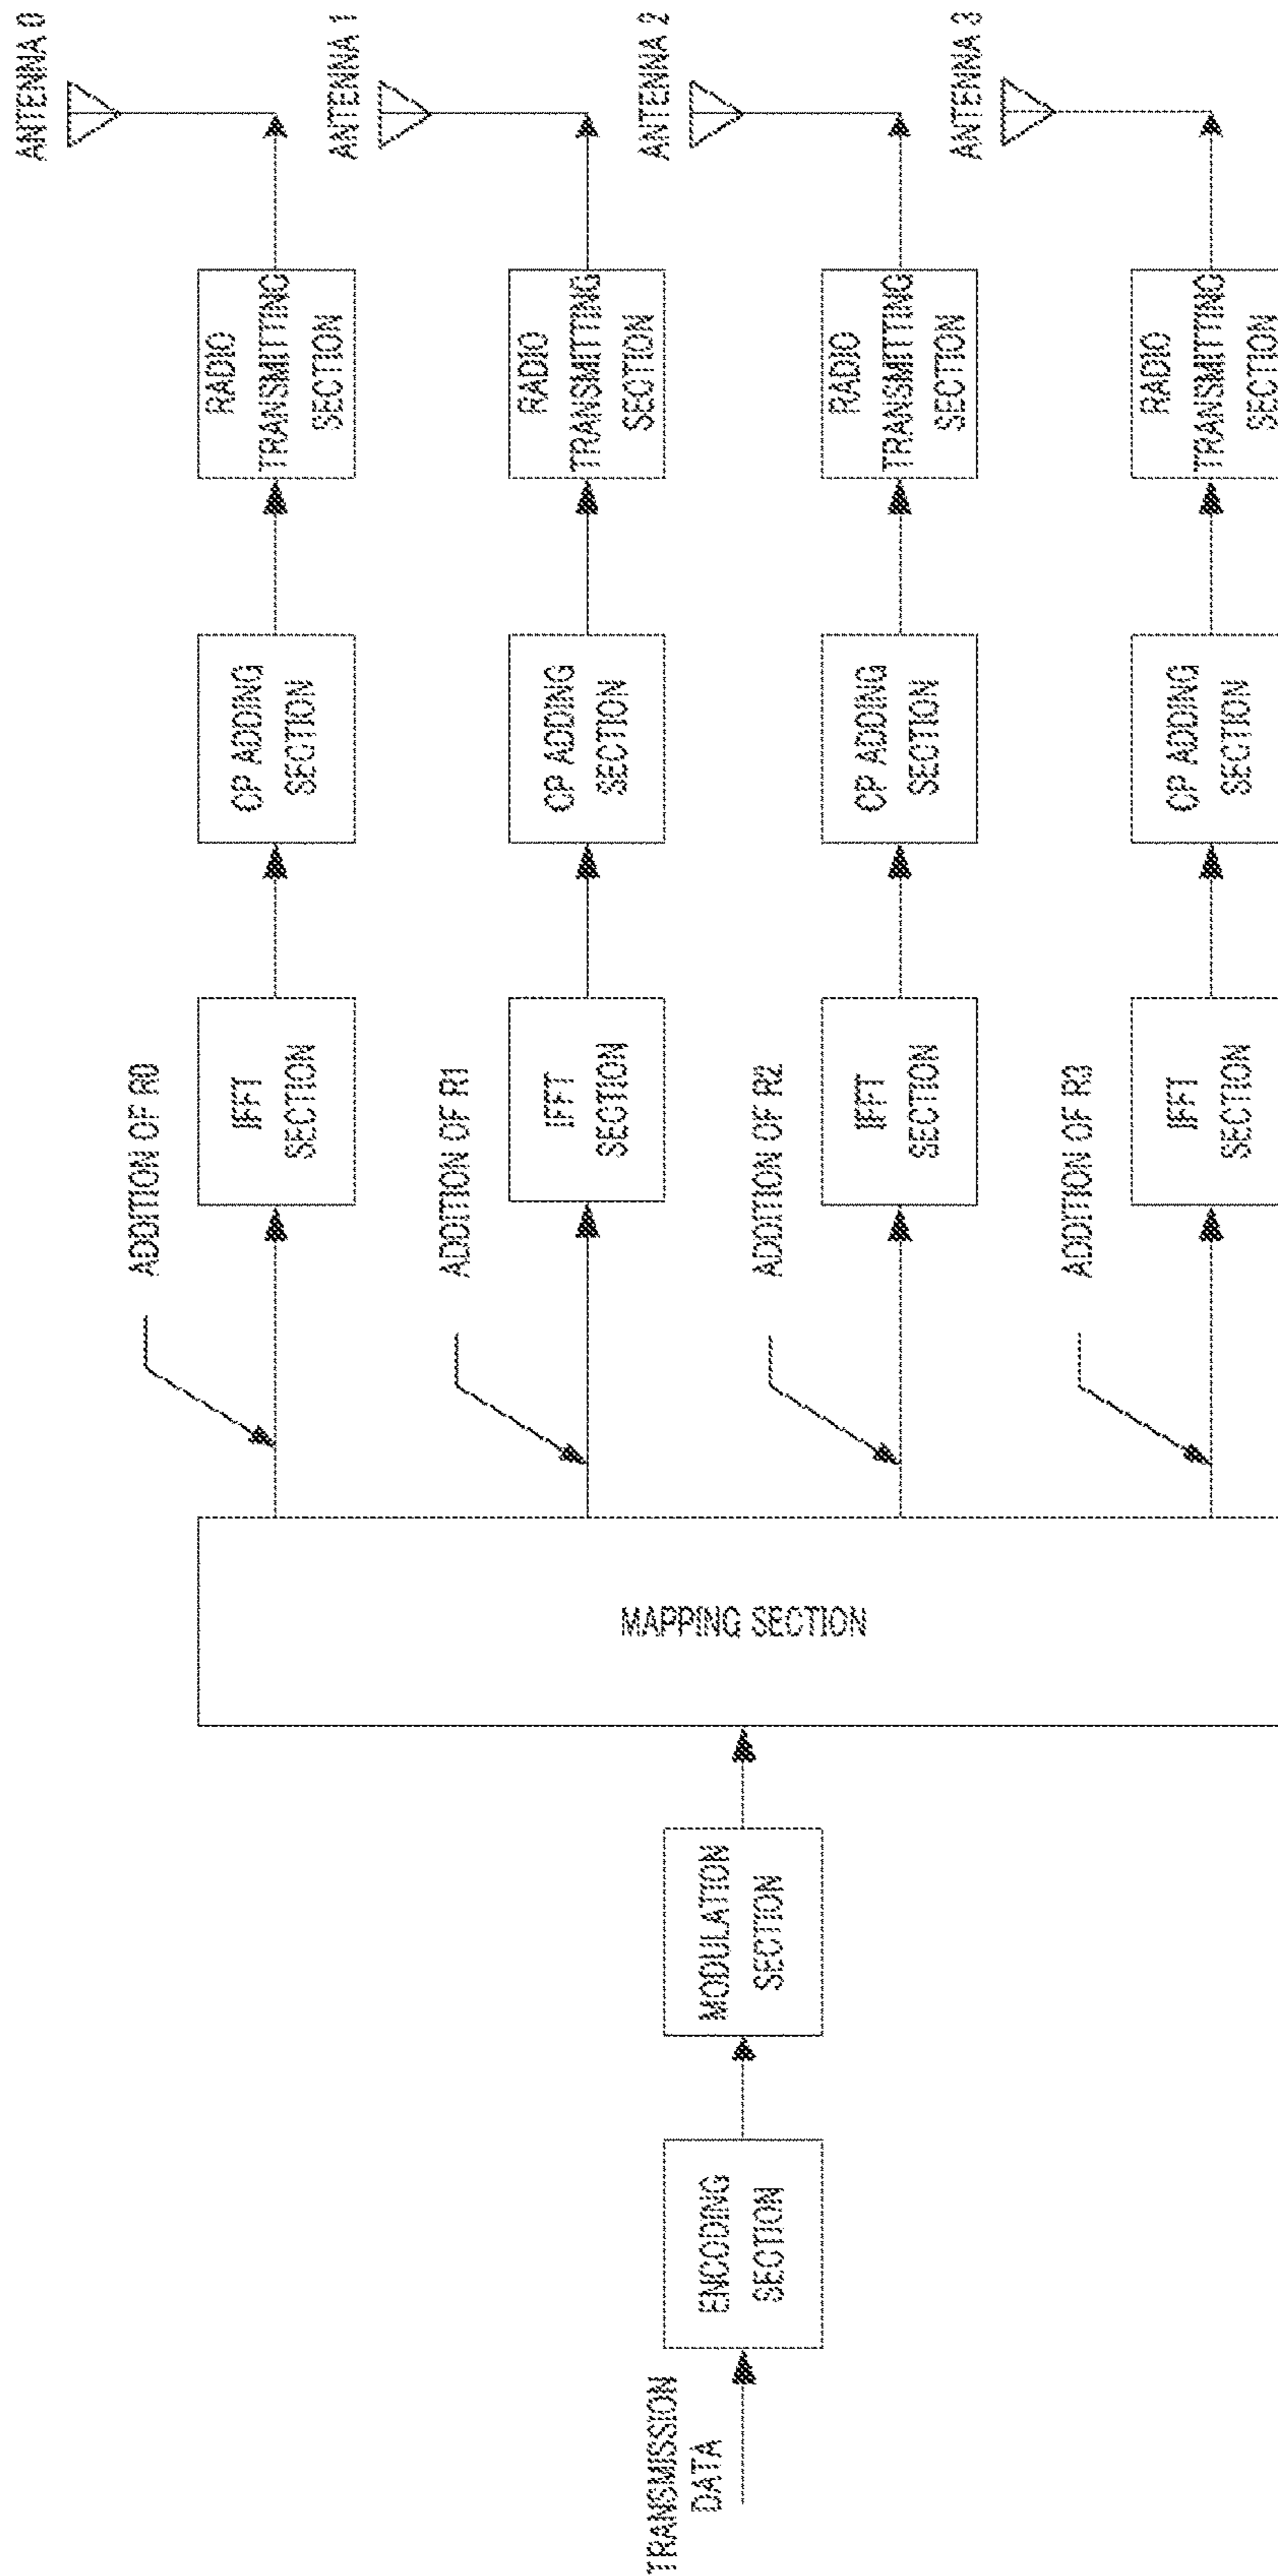 TRANSMISSION
DATA
ENCODING
SECTION
MODULATION
SECTION
MAPPING SECTION
ADDITION OF R0
IFFT
SECTION
CP ADDING
SECTION
RADIO
TRANSMITTING
SECTION
ANTENNA 0
ADDITION OF R1
IFFT
SECTION
CP ADDING
SECTION
RADIO
TRANSMITTING
SECTION
ANTENNA 1
ADDITION OF R2
IFFT
SECTION
CP ADDING
SECTION
RADIO
TRANSMITTING
SECTION
ANTENNA 2
ADDITION OF R3
IFFT
SECTION
CP ADDING
SECTION
RADIO
TRANSMITTING
SECTION
ANTENNA 3